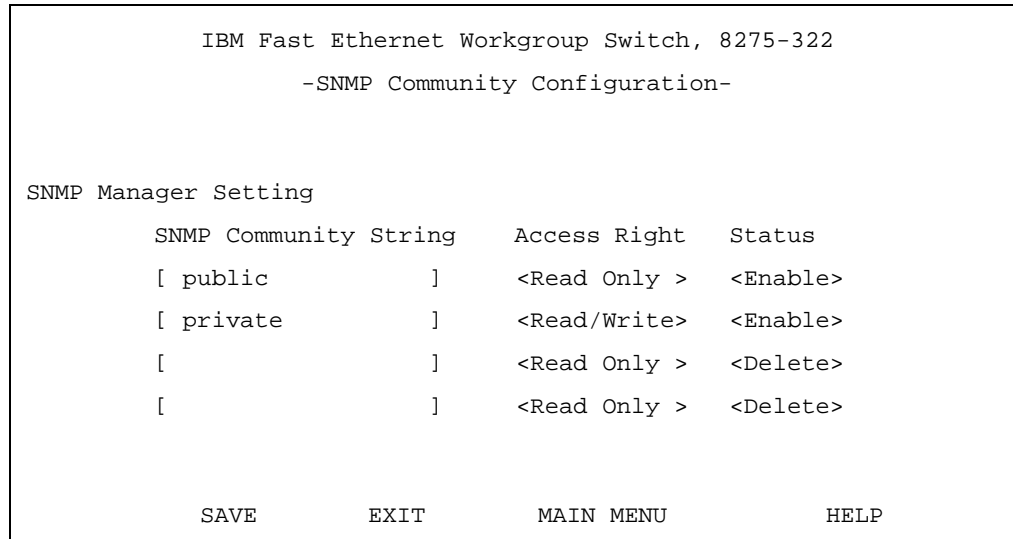 IBM Fast Ethernet Workgroup Switch, 8275-322
-SNMP Community Configuration-
SNMP Manager Setting
SNMP Community String Access Right Status
[ public ] <Read Only > <Enable>
[ private ] <Read/Write> <Enable>
[ ] <Read Only > <Delete>
[ ] <Read Only > <Delete>
SAVE EXIT MAIN MENU HELP